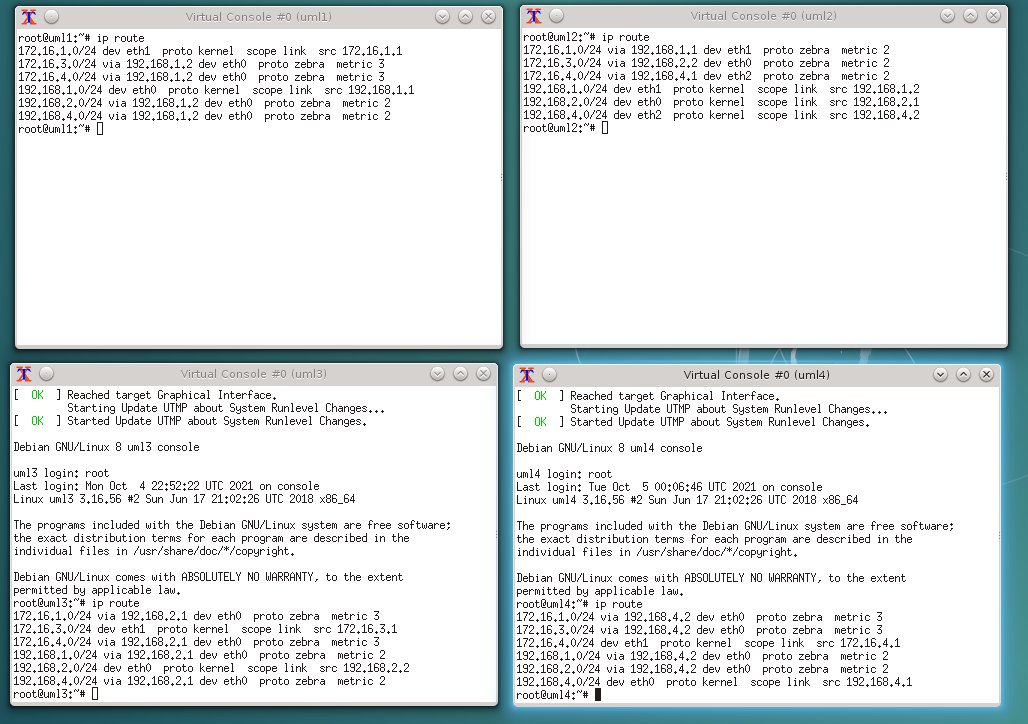 Virtual Console #0 (uml1)
root@uml1:~# ip route
172.16.1.0/24 dev eth1  proto kernel  scope link  src 172.16.1.1
172.16.3.0/24 via 192.168.1.2 dev eth0  proto zebra  metric 3
172.16.4.0/24 via 192.168.1.2 dev eth0  proto zebra  metric 3
192.168.1.0/24 dev eth0  proto kernel  scope link  src 192.168.1.1
192.168.2.0/24 via 192.168.1.2 dev eth0  proto zebra  metric 2
192.168.4.0/24 via 192.168.1.2 dev eth0  proto zebra  metric 2
root@uml1:~#
Virtual Console #0 (uml2)
root@uml2:~# ip route
172.16.1.0/24 via 192.168.1.1 dev eth1  proto zebra  metric 2
172.16.3.0/24 via 192.168.2.2 dev eth0  proto zebra  metric 2
172.16.4.0/24 via 192.168.4.1 dev eth2  proto zebra  metric 2
192.168.1.0/24 dev eth1  proto kernel  scope link  src 192.168.1.2
192.168.2.0/24 dev eth0  proto kernel  scope link  src 192.168.2.1
192.168.4.0/24 dev eth2  proto kernel  scope link  src 192.168.4.2
root@uml2:~#
Virtual Console #0 (uml3)
[  OK  ] Reached target Graphical Interface.
Starting Update UTMP about System Runlevel Changes...
[  OK  ] Started Update UTMP about System Runlevel Changes.
Debian GNU/Linux 8 uml3 console
uml3 login: root
Last login: Mon Oct  4 22:52:22 UTC 2021 on console
Linux uml3 3.16.56 #2 Sun Jun 17 21:02:26 UTC 2018 x86_64
The programs included with the Debian GNU/Linux system are free software;
the exact distribution terms for each program are described in the
individual files in /usr/share/doc/*/copyright.
Debian GNU/Linux comes with ABSOLUTELY NO WARRANTY, to the extent
permitted by applicable law.
root@uml3:~# ip route
172.16.1.0/24 via 192.168.2.1 dev eth0  proto zebra  metric 3
172.16.3.0/24 dev eth1  proto kernel  scope link  src 172.16.3.1
172.16.4.0/24 via 192.168.2.1 dev eth0  proto zebra  metric 3
192.168.1.0/24 via 192.168.2.1 dev eth0  proto zebra  metric 2
192.168.2.0/24 dev eth0  proto kernel  scope link  src 192.168.2.2
192.168.4.0/24 via 192.168.2.1 dev eth0  proto zebra  metric 2
root@uml3:~#
Virtual Console #0 (uml4)
[  OK  ] Reached target Graphical Interface.
Starting Update UTMP about System Runlevel Changes...
[  OK  ] Started Update UTMP about System Runlevel Changes.
Debian GNU/Linux 8 uml4 console
uml4 login: root
Last login: Tue Oct  5 00:06:46 UTC 2021 on console
Linux uml4 3.16.56 #2 Sun Jun 17 21:02:26 UTC 2018 x86_64
The programs included with the Debian GNU/Linux system are free software;
the exact distribution terms for each program are described in the
individual files in /usr/share/doc/*/copyright.
Debian GNU/Linux comes with ABSOLUTELY NO WARRANTY, to the extent
permitted by applicable law.
root@uml4:~# ip route
172.16.1.0/24 via 192.168.4.2 dev eth0  proto zebra  metric 3
172.16.3.0/24 via 192.168.4.2 dev eth0  proto zebra  metric 3
172.16.4.0/24 dev eth1  proto kernel  scope link  src 172.16.4.1
192.168.1.0/24 via 192.168.4.2 dev eth0  proto zebra  metric 2
192.168.2.0/24 via 192.168.4.2 dev eth0  proto zebra  metric 2
192.168.4.0/24 dev eth0  proto kernel  scope link  src 192.168.4.1
root@uml4:~#